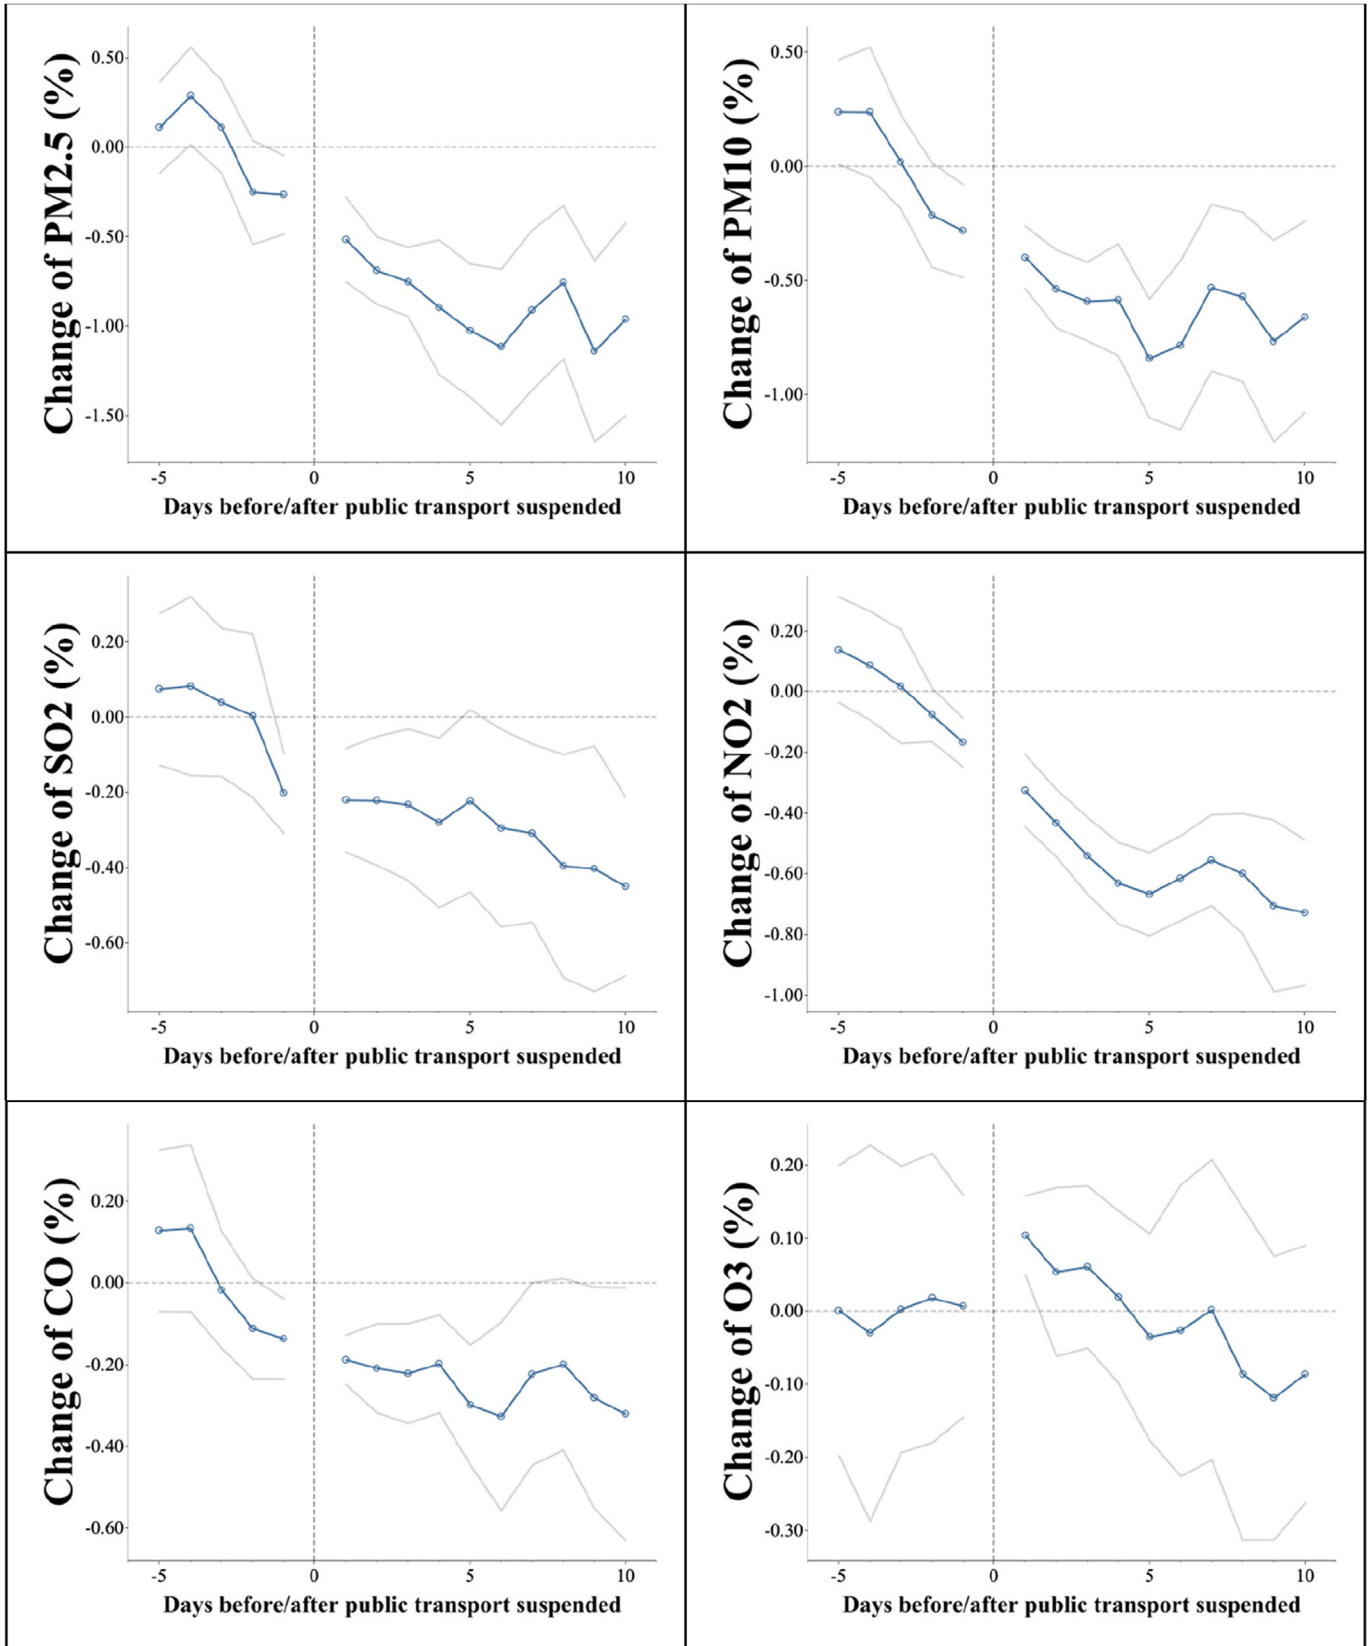 Change of PM2.5 (%)
0.50
0.00
-0.50
-1.00
-1.50
-5 0 5 10
Days before/after public transport suspended
Change of PM10 (%)
0.50
0.00
-0.50
-1.00
-5 0 5 10
Days before/after public transport suspended
Change of SO2 (%)
0.20
0.00
-0.20
-0.40
-0.60
-5 0 5 10
Days before/after public transport suspended
Change of NO2 (%)
0.20
0.00
-0.20
-0.40
-0.60
-0.80
-1.00
-5 0 5 10
Days before/after public transport suspended
Change of CO (%)
0.20
0.00
-0.20
-0.40
-0.60
-5 0 5 10
Days before/after public transport suspended
Change of O3 (%)
0.20
0.10
0.00
-0.10
-0.20
-0.30
-5 0 5 10
Days before/after public transport suspended